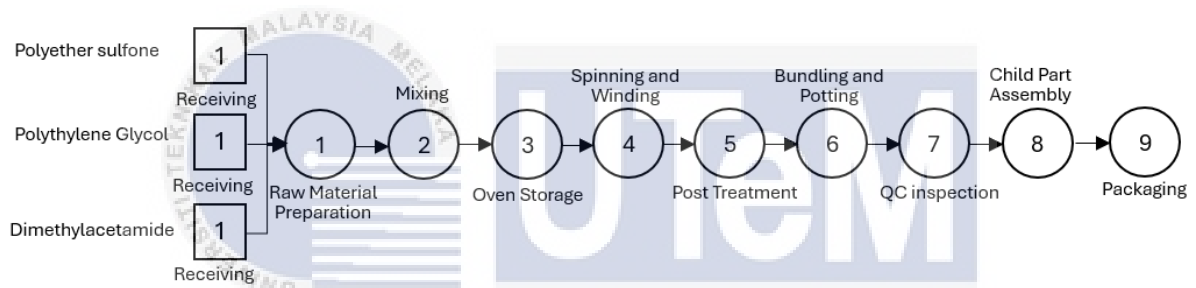 Polyether sulfone
1
Receiving
Polythylene Glycol
1
Receiving
Dimethylacetamide
1
Receiving
1
Raw Material
Preparation
Mixing
2
3
Oven Storage
Spinning and
Winding
4
5
Post Treatment
Bundling and
Potting
6
7
QC inspection
Child Part
Assembly
8
9
Packaging
MALAYSIA
UTeM